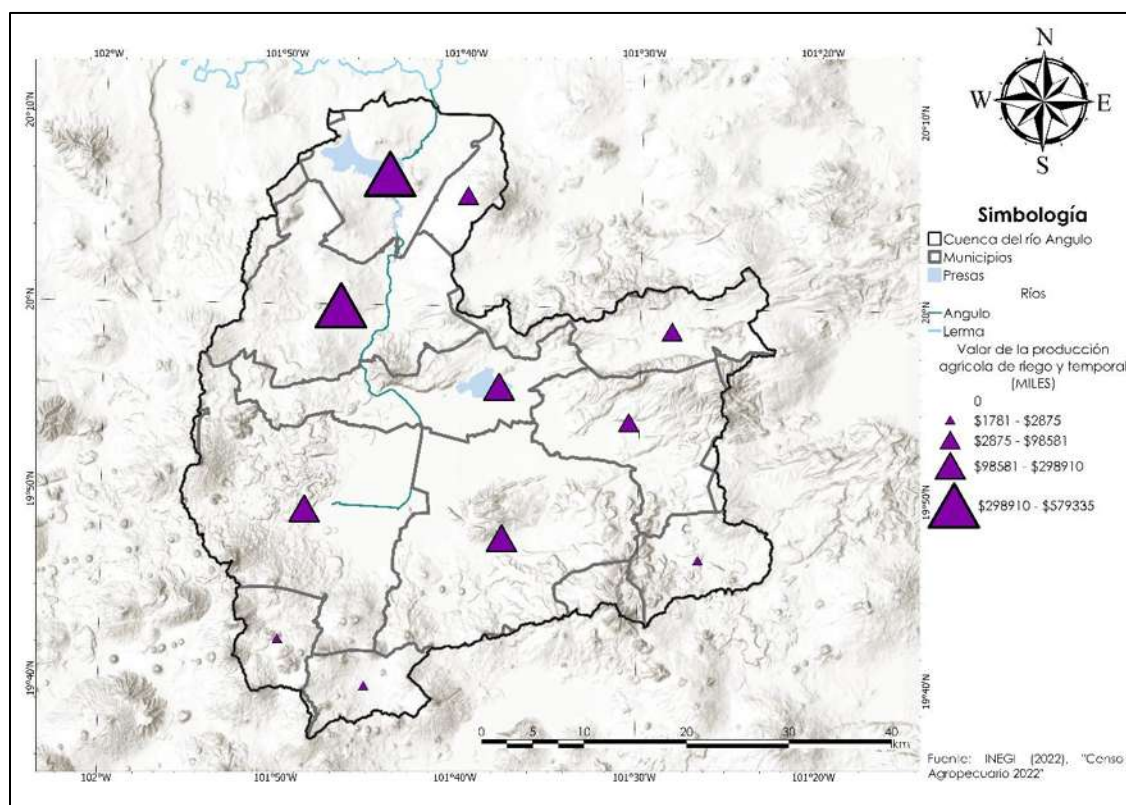 102°W 101°50'W 101°40'W 101°30'W 101°20'W
N
W E
S
20°10'N 20°10'N
20°N 20°N
19°50'N 19°50'N
19°40'N 19°40'N
Simbología
Cuenca del río Angulo
Municipios
Presas
Ríos
Angulo
Lerma
Valor de la producción
agrícola de riego y temporal
(MILES)
0
$1781 - $2875
$2875 - $98581
$98581 - $298910
$298910 - $579335
0 5 10 20 30 40
km
102°W 101°50'W 101°40'W 101°30'W 101°20'W
Fuente: INEGI (2022), "Censo
Agropecuario 2022"